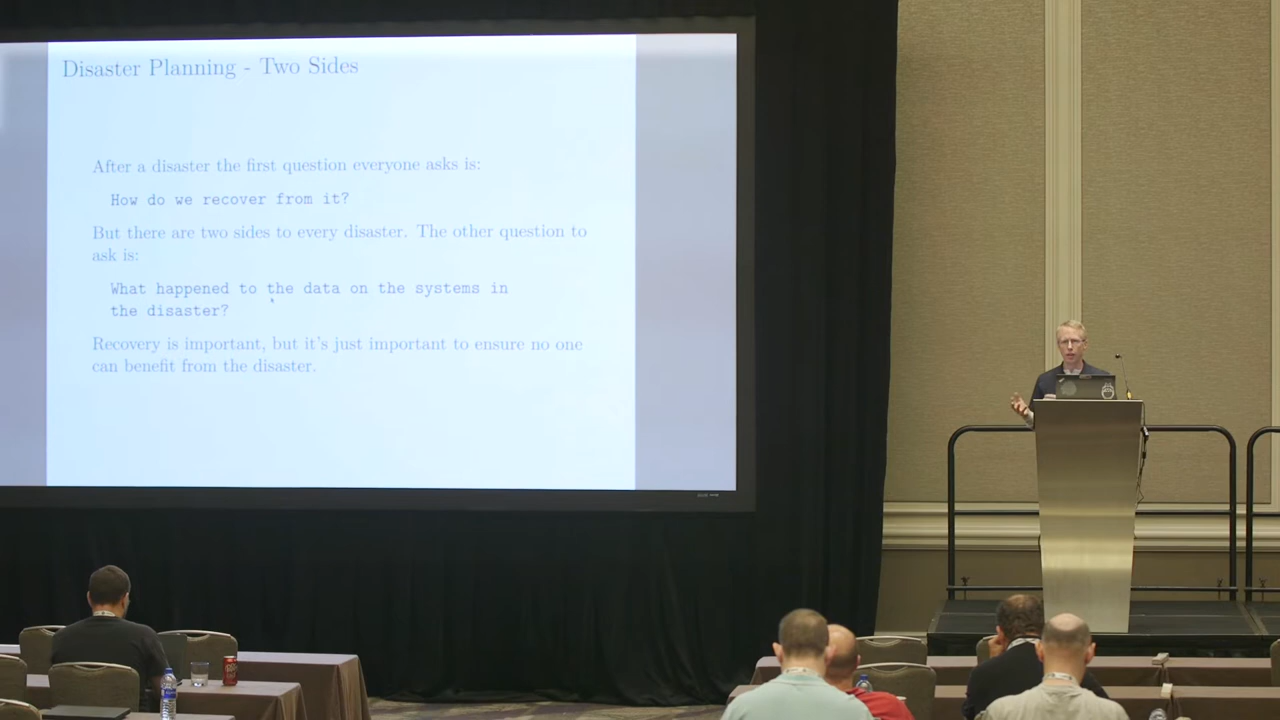 Disaster Planning - Two Sides
After a disaster the first question everyone asks is:
How do we recover from it?
But there are two sides to every disaster. The other question to
ask is:
What happened to the data on the systems in
the disaster?
Recovery is important, but it's just important to ensure no one
can benefit from the disaster.